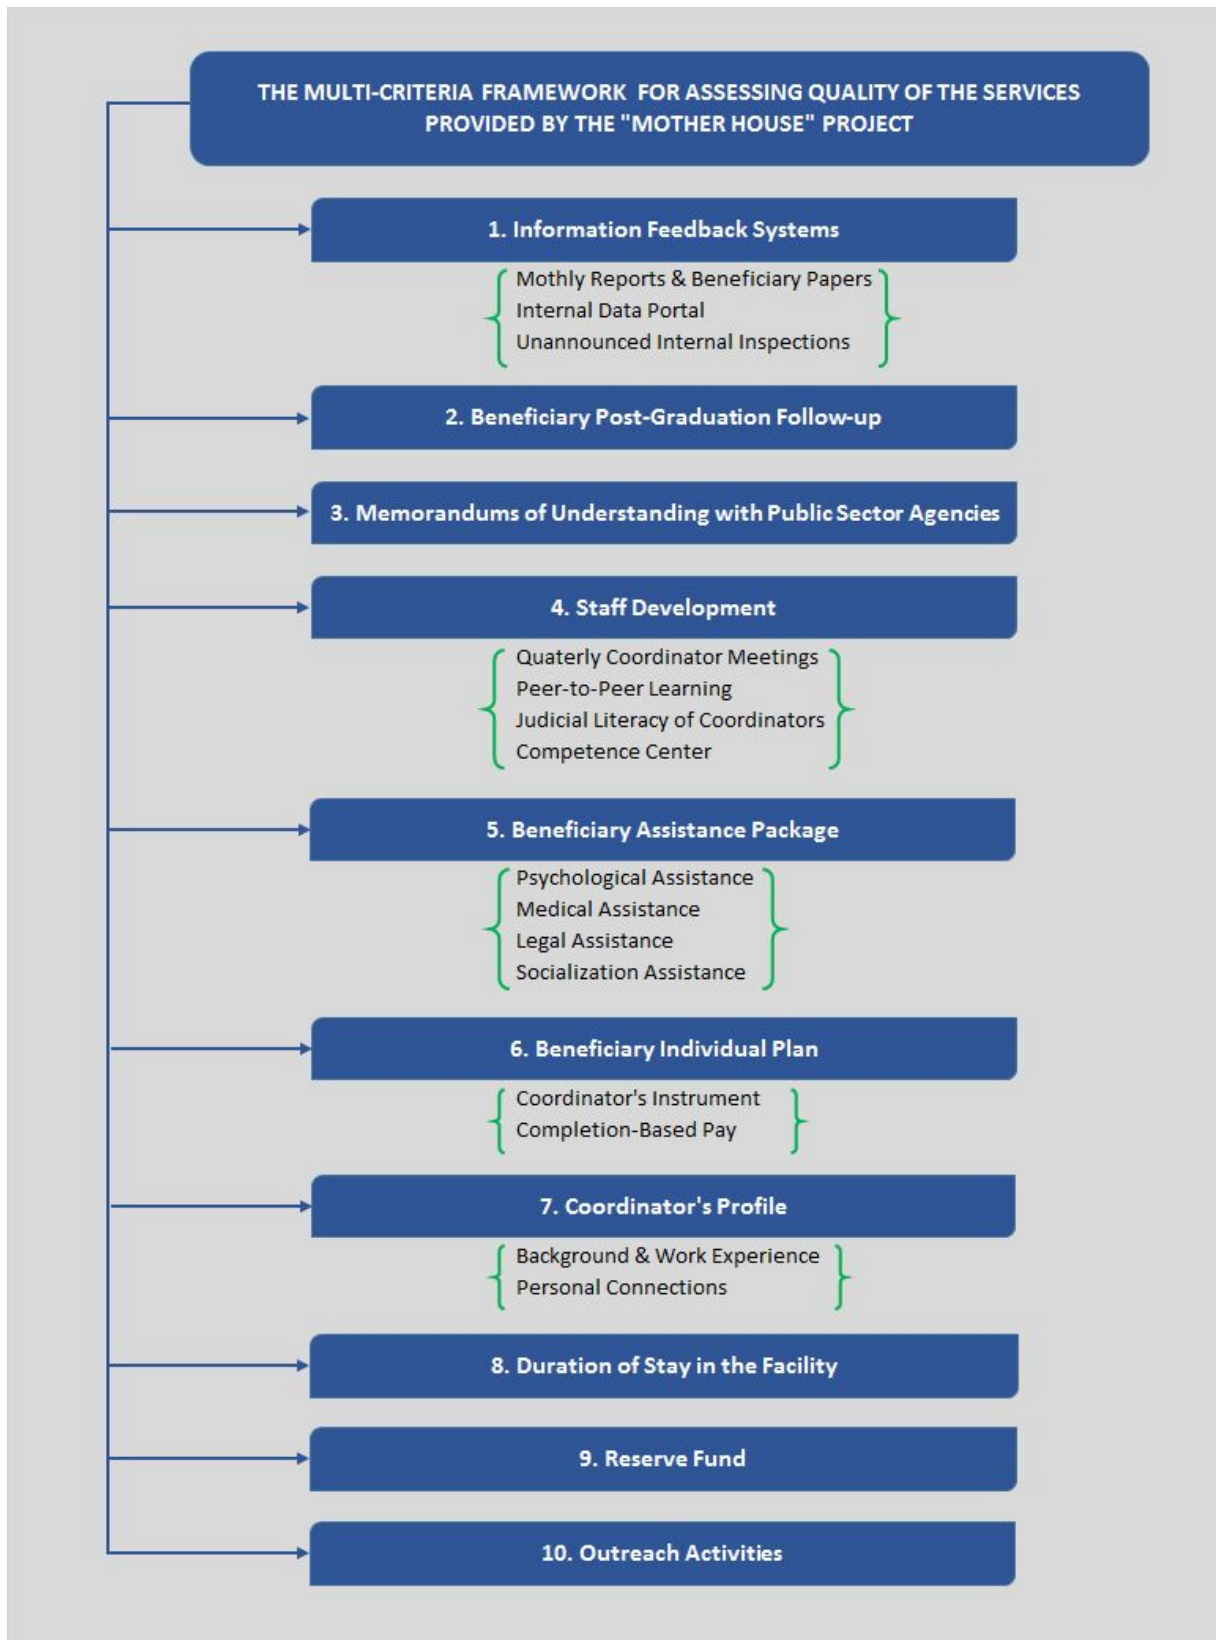 THE MULTI-CRITERIA FRAMEWORK FOR ASSESSING QUALITY OF THE SERVICES
PROVIDED BY THE "MOTHER HOUSE" PROJECT
1. Information Feedback Systems
Mothly Reports & Beneficiary Papers
Internal Data Portal
Unannounced Internal Inspections
2. Beneficiary Post-Graduation Follow-up
3. Memorandums of Understanding with Public Sector Agencies
4. Staff Development
Quaterly Coordinator Meetings
Peer-to-Peer Learning
Judicial Literacy of Coordinators
Competence Center
5. Beneficiary Assistance Package
Psychological Assistance
Medical Assistance
Legal Assistance
Socialization Assistance
6. Beneficiary Individual Plan
Coordinator's Instrument
Completion-Based Pay
7. Coordinator's Profile
Background & Work Experience
Personal Connections
8. Duration of Stay in the Facility
9. Reserve Fund
10. Outreach Activities